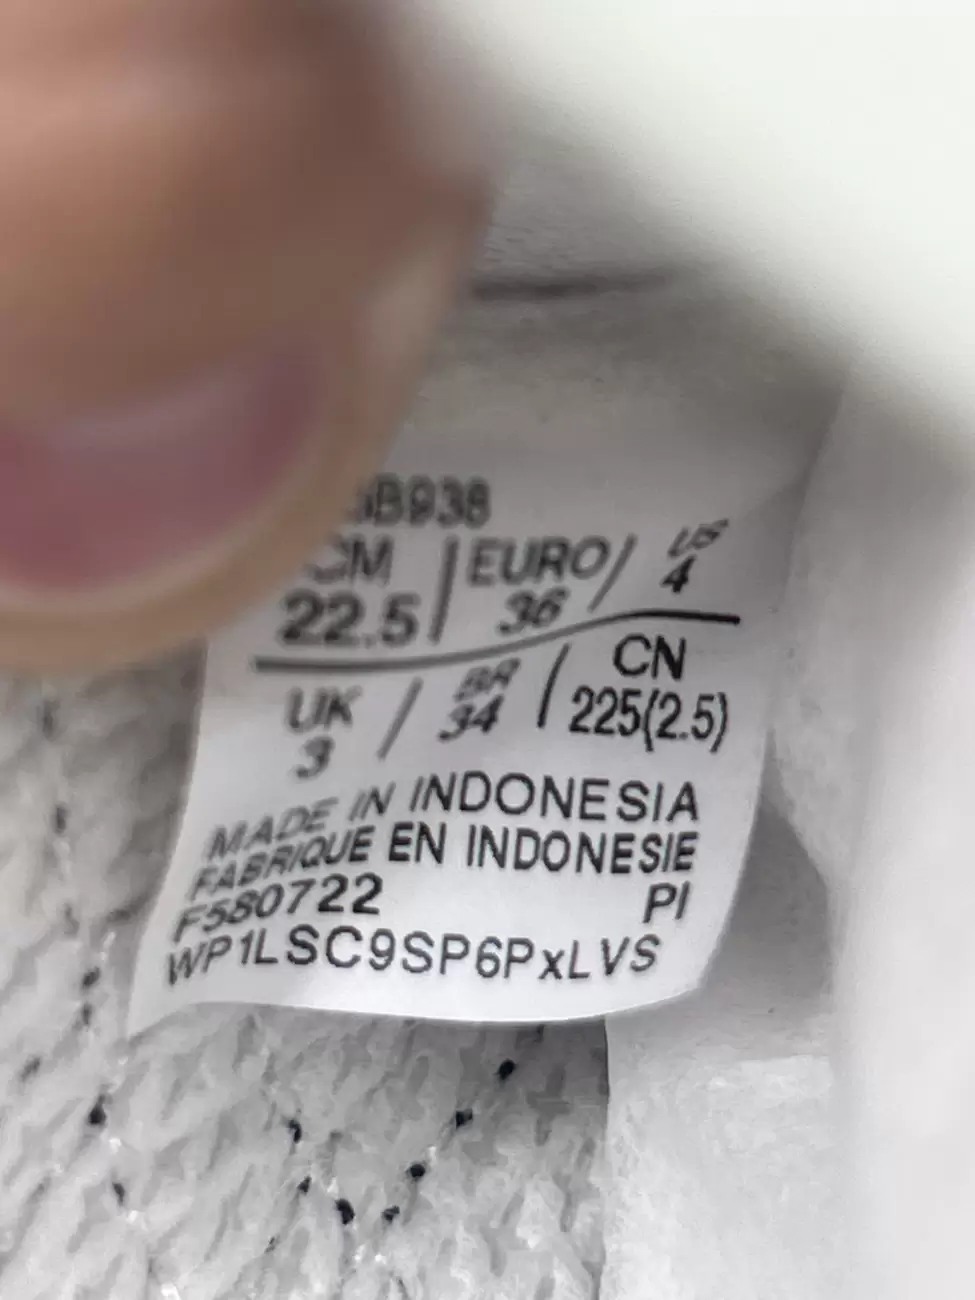 B938
CM | EURO / US
22.5 | 36 / 4
UK / BR / CN
3 / 34 / 225(2.5)
MADE IN INDONESIA
FABRIQUE EN INDONESIE
F580722 PI
WP1LSC9SP6PxLVS